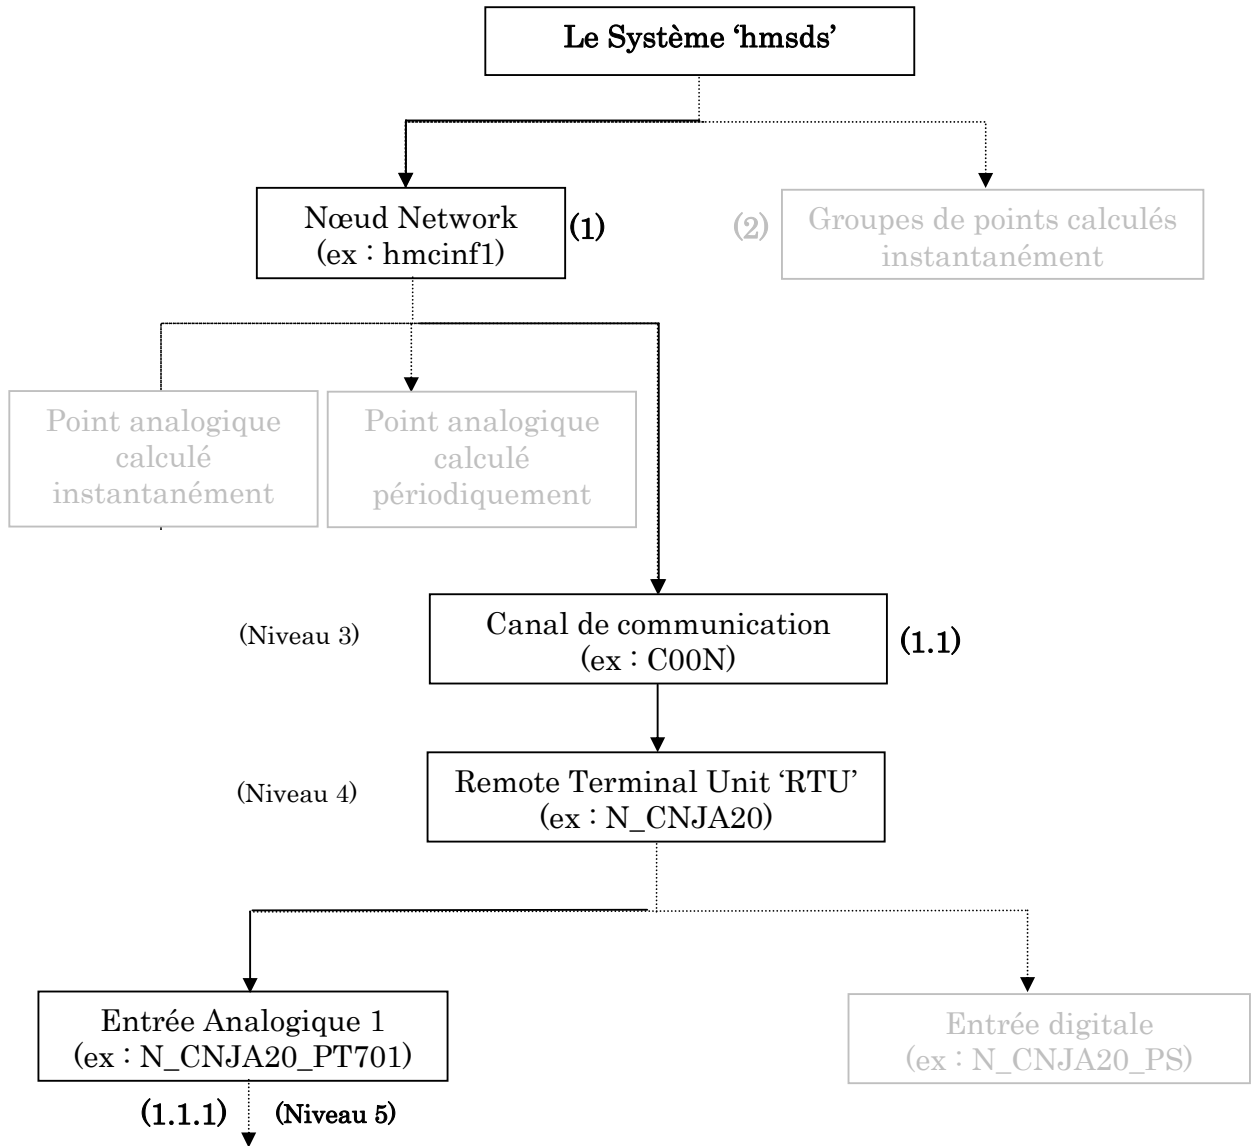 Le Système ‘hmsds’
Nœud Network
(ex : hmcinf1)
(1)
(2)
Groupes de points calculés
instantanément
Point analogique
calculé
instantanément
Point analogique
calculé
périodiquement
(Niveau 3)
Canal de communication
(ex : C00N)
(1.1)
(Niveau 4)
Remote Terminal Unit ‘RTU’
(ex : N_CNJA20)
Entrée Analogique 1
(ex : N_CNJA20_PT701)
Entrée digitale
(ex : N_CNJA20_PS)
(1.1.1)
(Niveau 5)